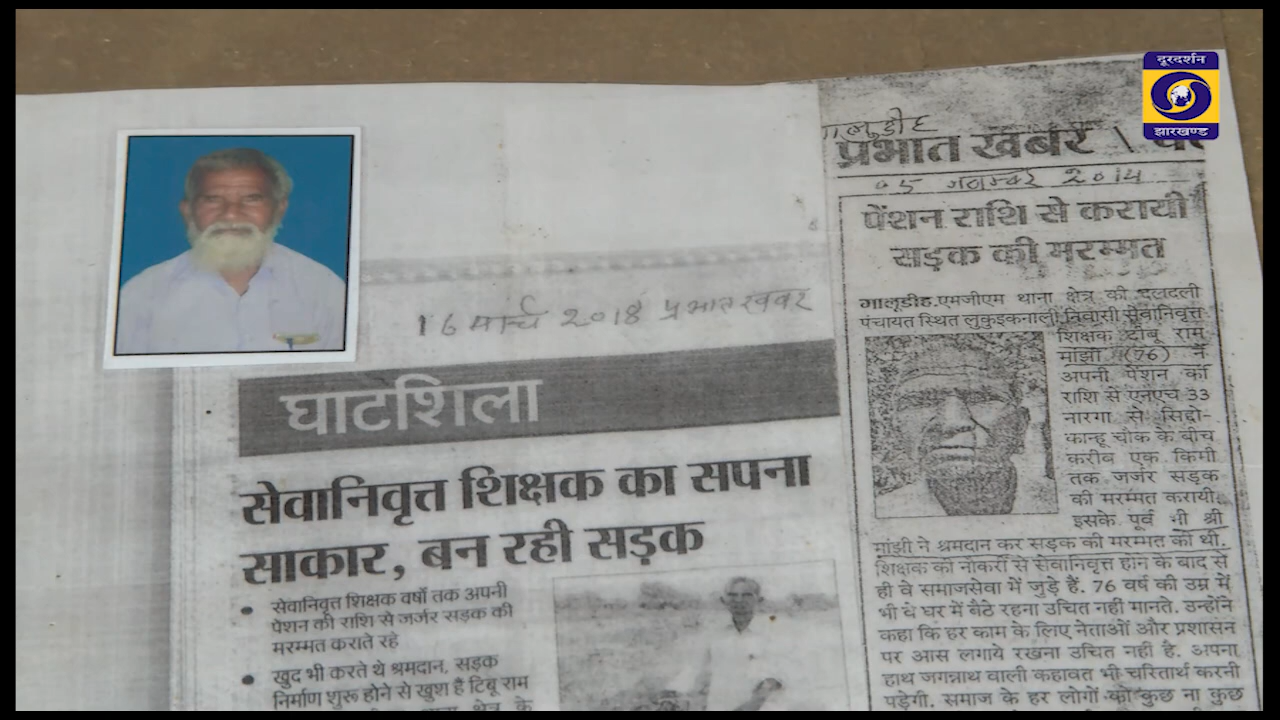 दूरदर्शन
झारखण्ड
16 मार्च 2018 प्रभात खबर
घाटशिला
सेवानिवृत्त शिक्षक का सपना
साकार, बन रही सड़क
सेवानिवृत्त शिक्षक वर्षों तक अपनी
पेंशन की राशि से जर्जर सड़क की
मरम्मत कराते रहे
खुद भी करते थे श्रमदान, सड़क
निर्माण शुरू होने से खुश हैं टिबू राम
गालुडीह
प्रभात खबर
05 नवम्बर 2014
पेंशन राशि से करायी
सड़क की मरम्मत
गालूडीह. एमजीएम थाना क्षेत्र की दलदली
पंचायत स्थित लुकुइकनाली निवासी सेवानिवृत्त
शिक्षक टीबू राम
मांझी (76) ने
अपनी पेंशन की
राशि से एनएच 33
नारगा से सिदो-
कान्हू चौक के बीच
करीब एक किमी
तक जर्जर सड़क
की मरम्मत करायी.
इसके पूर्व भी श्री
मांझी ने श्रमदान कर सड़क की मरम्मत की थी.
शिक्षक की नौकरी से सेवानिवृत्त होने के बाद से
ही वे समाजसेवा में जुड़े हैं. 76 वर्ष की उम्र में
भी वे घर में बैठे रहना उचित नहीं मानते. उन्होंने
कहा कि हर काम के लिए नेताओं और प्रशासन
पर आस लगाये रखना उचित नहीं है. अपना
हाथ जगन्नाथ वाली कहावत भी चरितार्थ करनी
पड़ेगी. समाज के हर लोगों को कुछ ना कुछ